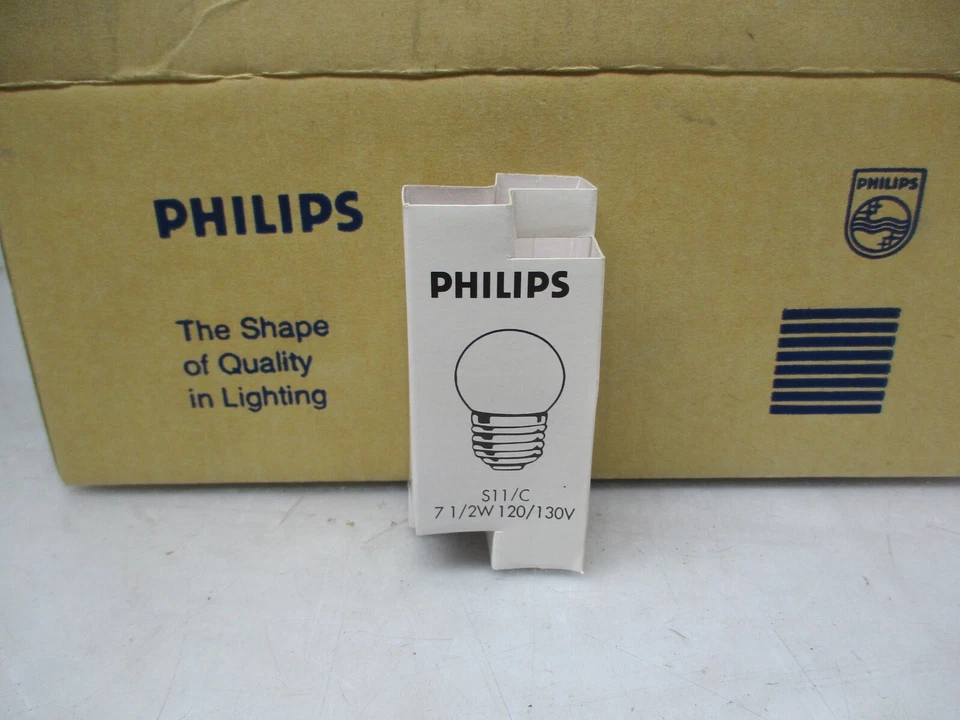 PHILIPS
The Shape
of Quality
in Lighting
PHILIPS
S11/C
7 1/2W 120/130V
PHILIPS